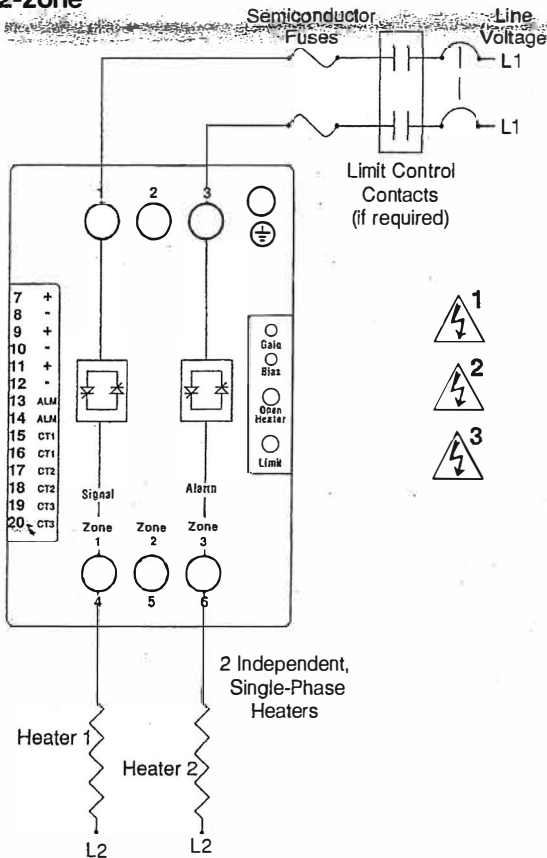 2-Zone
Semiconductor
Fuses
Line
Voltage
L1
L1
Limit Control
Contacts
(if required)
1
2
3
7 +
8 -
9 +
10 -
11 +
12 -
13 ALM
14 ALM
15 CT1
16 CT1
17 CT2
18 CT2
19 CT3
20 CT3
Gain
Bias
Open
Heater
Limit
1
2
3
Signal
Alarm
Zone
1
Zone
2
Zone
3
4
5
6
2 Independent,
Single-Phase
Heaters
Heater 1
Heater 2
L2
L2